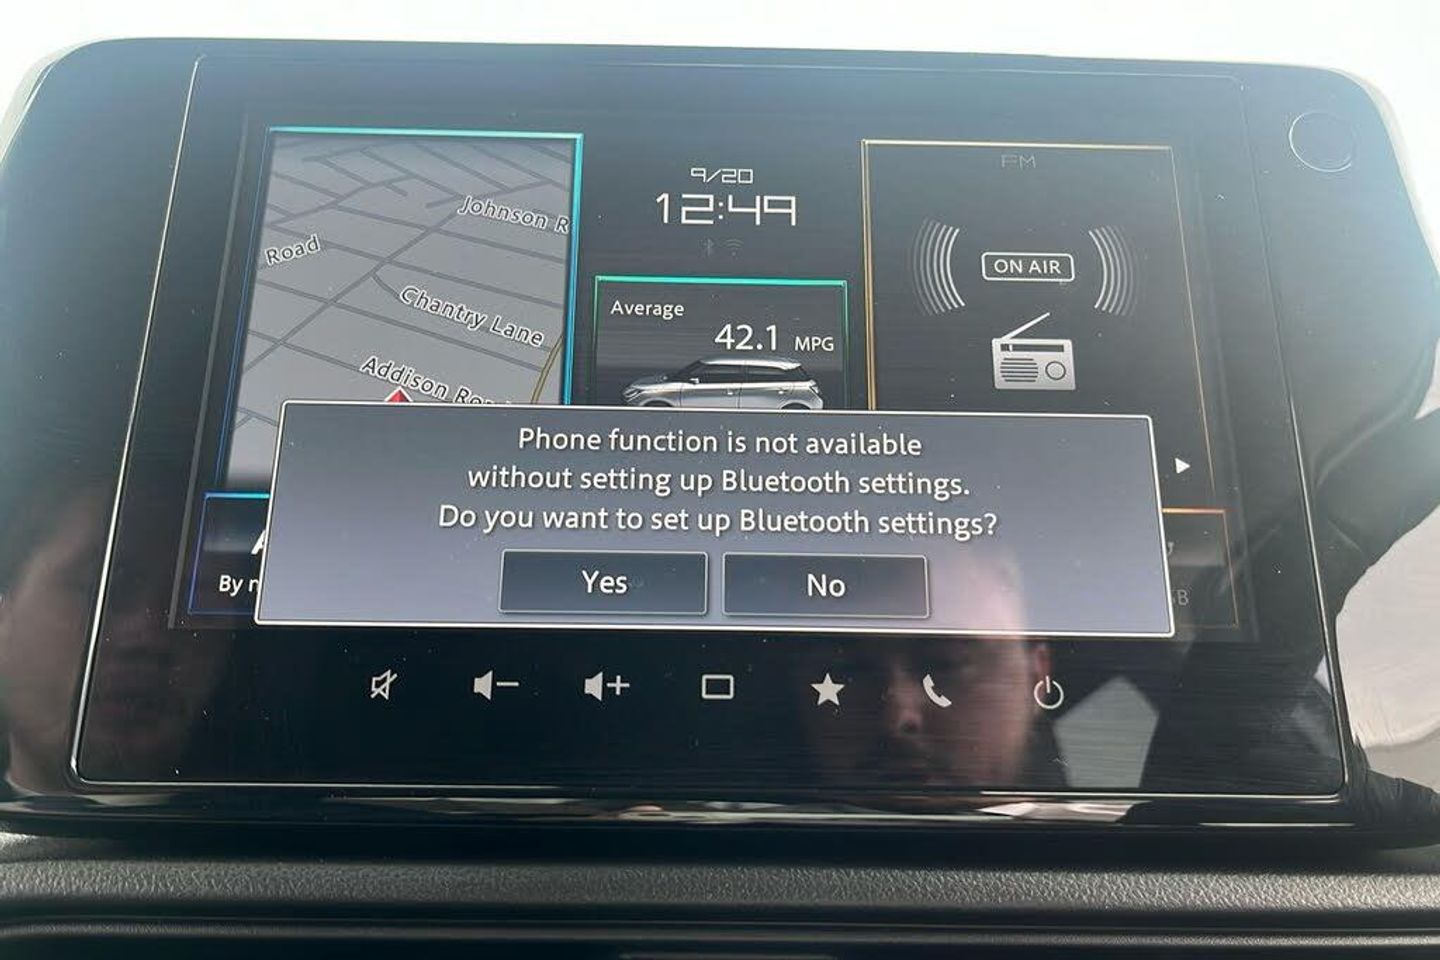 9/20
12:49
FM
Johnson R
Road
Chantry Lane
Addison Ro
Average
42.1 MPG
ON AIR
Phone function is not available
without setting up Bluetooth settings.
Do you want to set up Bluetooth settings?
Yes
No
By